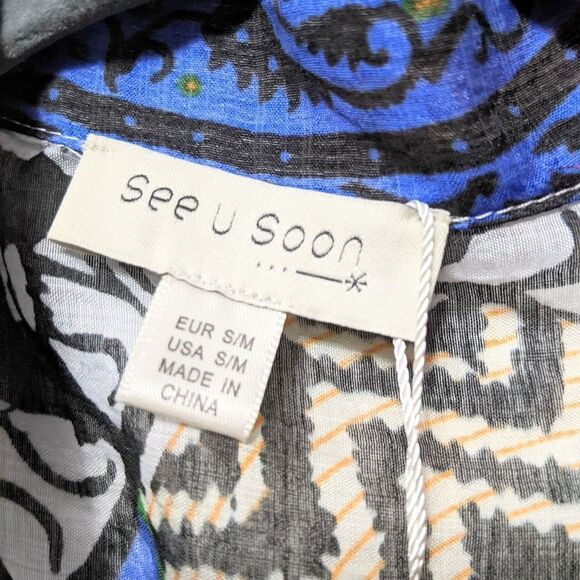 see u soon
EUR S/M
USA S/M
MADE IN
CHINA